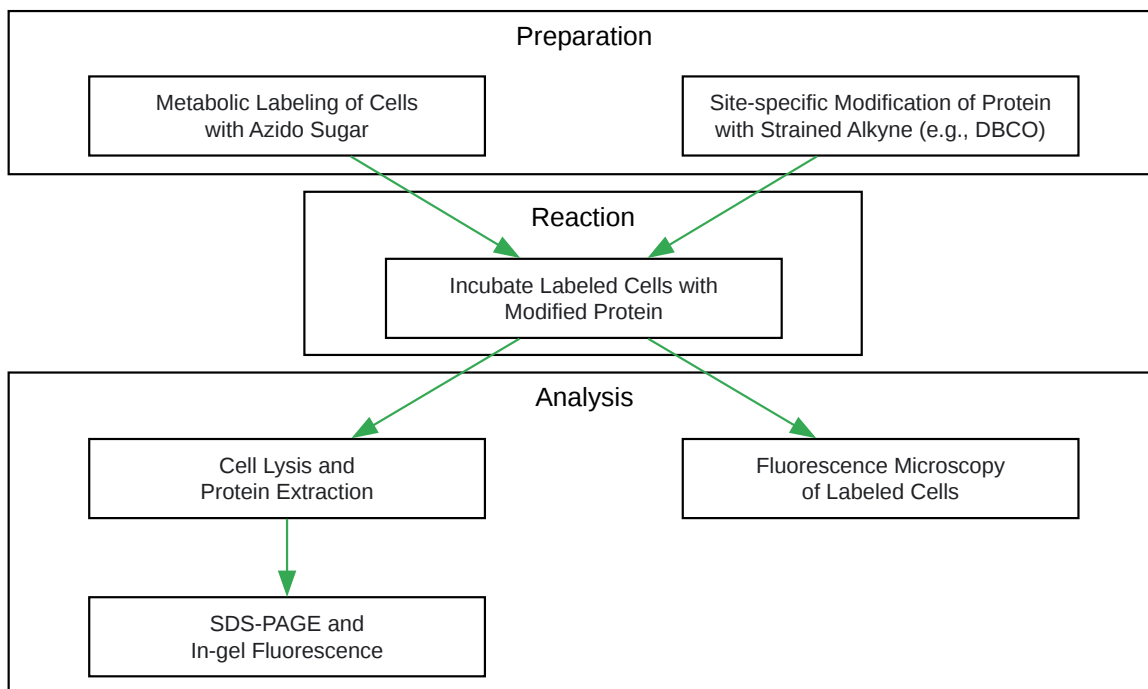 Preparation
Metabolic Labeling of Cells
with Azido Sugar
Site-specific Modification of Protein
with Strained Alkyne (e.g., DBCO)
Reaction
Incubate Labeled Cells with
Modified Protein
Analysis
Cell Lysis and
Protein Extraction
Fluorescence Microscopy
of Labeled Cells
SDS-PAGE and
In-gel Fluorescence